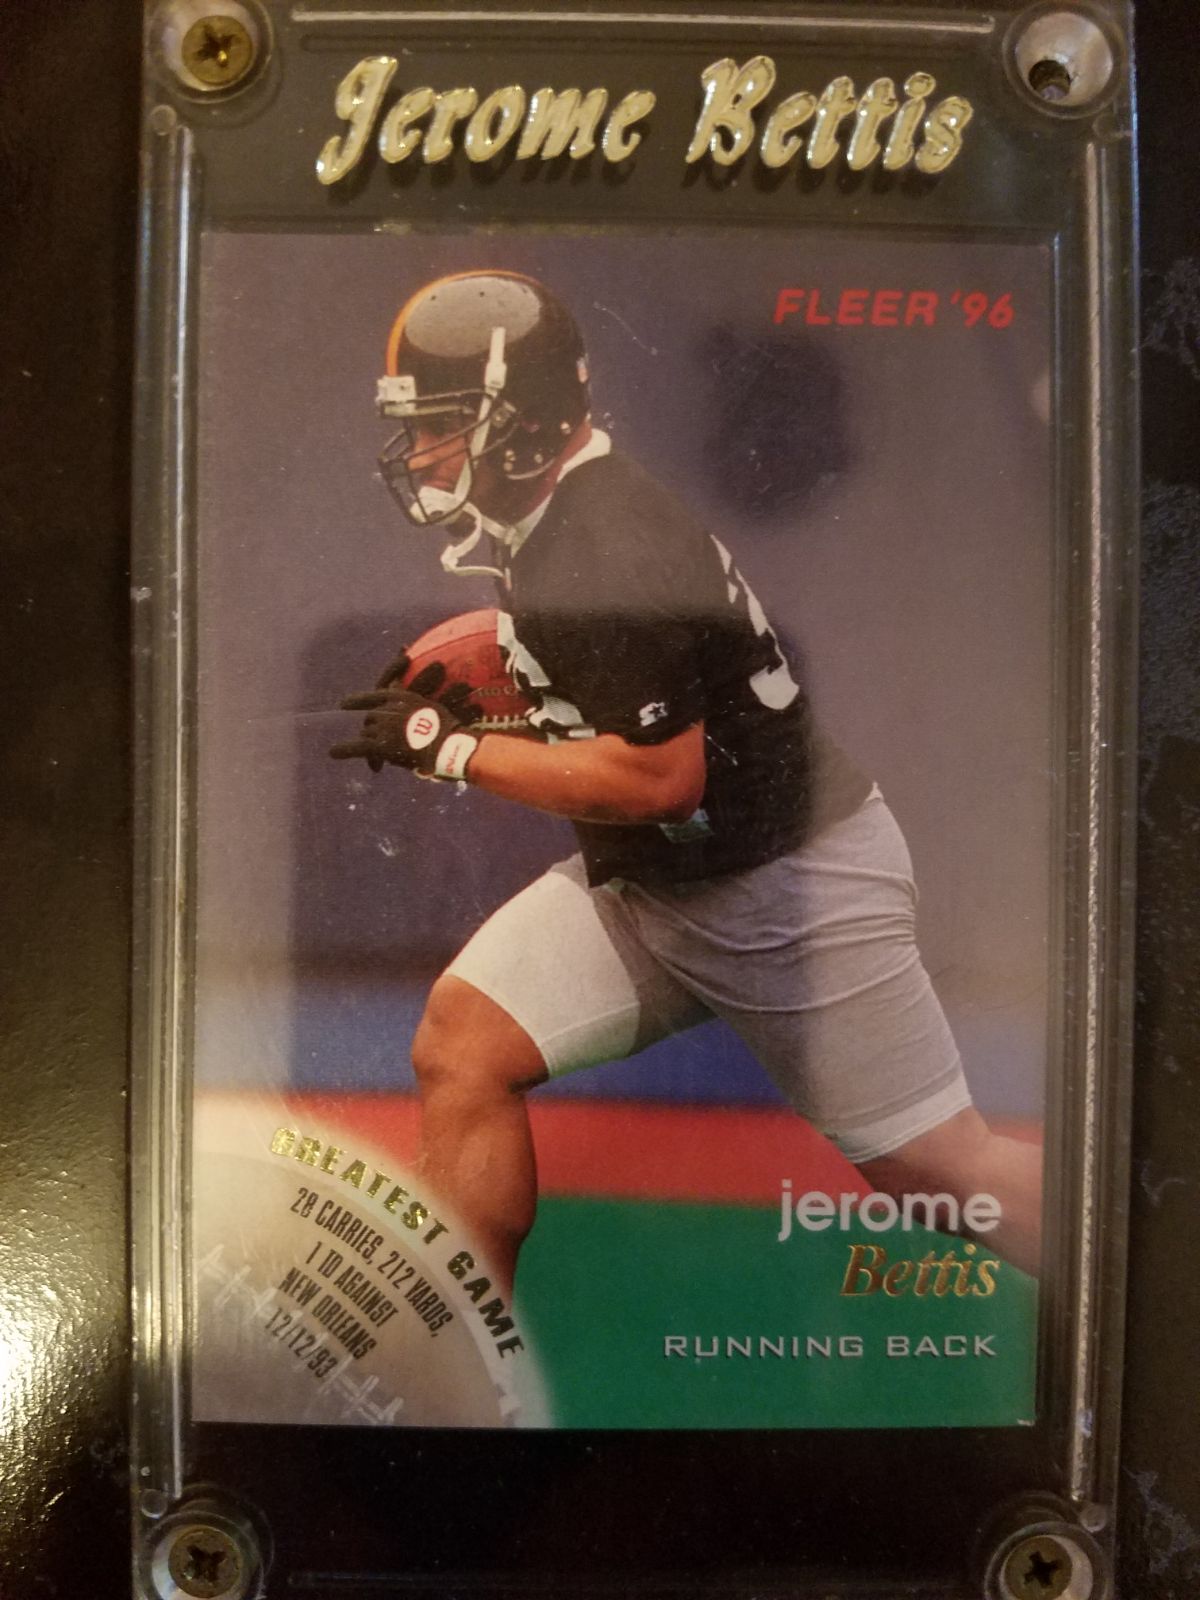 Jerome Bettis
FLEER '96
GREATEST GAME
28 CARRIES, 212 YARDS,
1 TD AGAINST
NEW ORLEANS
12/12/93
jerome
Bettis
RUNNING BACK